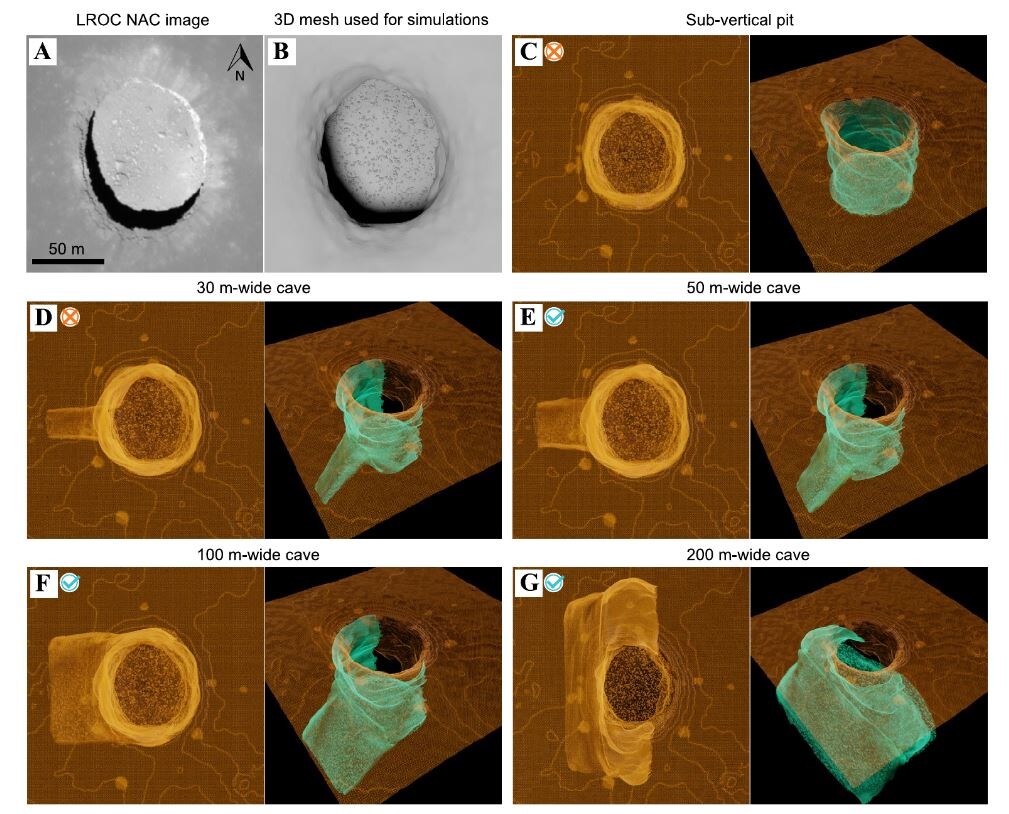 LROC NAC image
3D mesh used for simulations
Sub-vertical pit
A
N
50 m
B
C
30 m-wide cave
50 m-wide cave
D
E
100 m-wide cave
200 m-wide cave
F
G